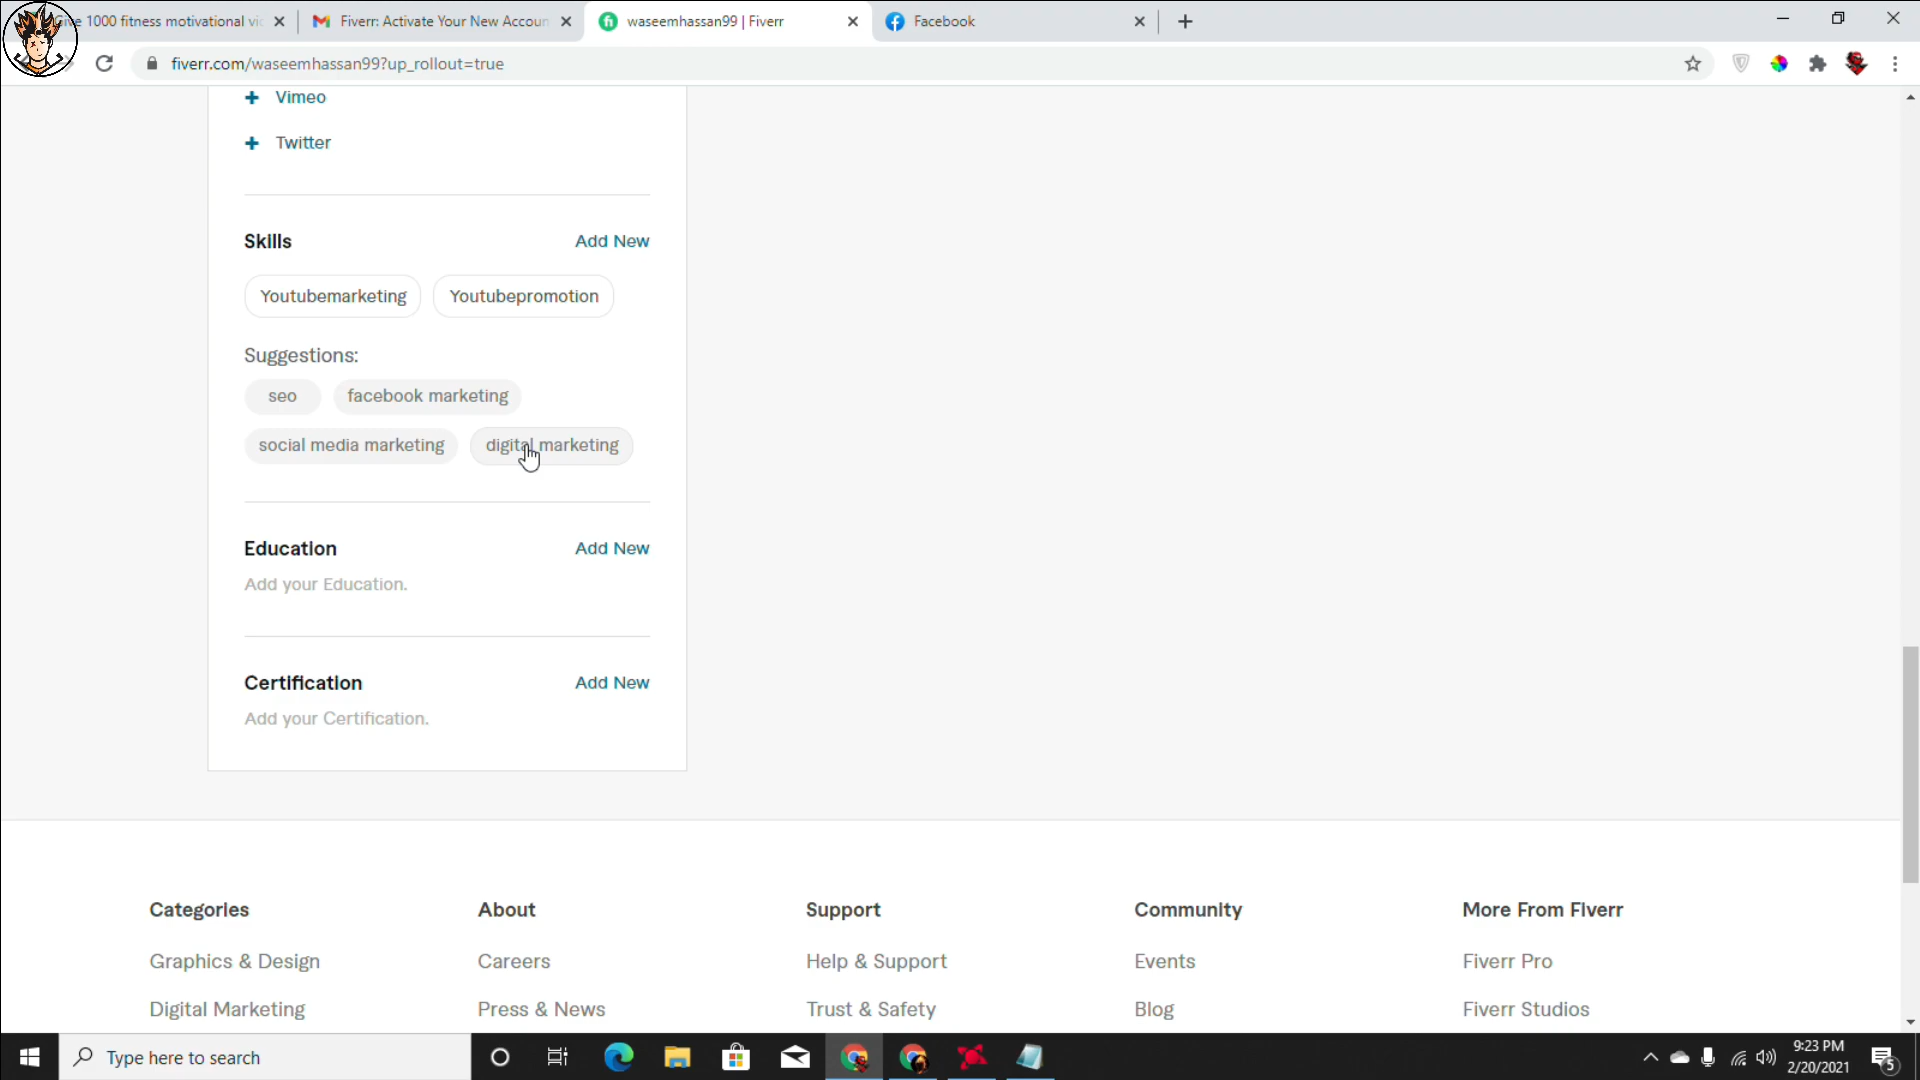 Give 1000 fitness motivational vi
Fiverr: Activate Your New Accoun
waseemhassan99 | Fiverr
Facebook
fiverr.com/waseemhassan99?up_rollout=true
+ Vimeo
+ Twitter
Skills
Add New
Youtubemarketing
Youtubepromotion
Suggestions:
seo
facebook marketing
social media marketing
digital marketing
Education
Add New
Add your Education.
Certification
Add New
Add your Certification.
Categories
About
Support
Community
More From Fiverr
Graphics & Design
Careers
Help & Support
Events
Fiverr Pro
Digital Marketing
Press & News
Trust & Safety
Blog
Fiverr Studios
Type here to search
9:23 PM
2/20/2021
5